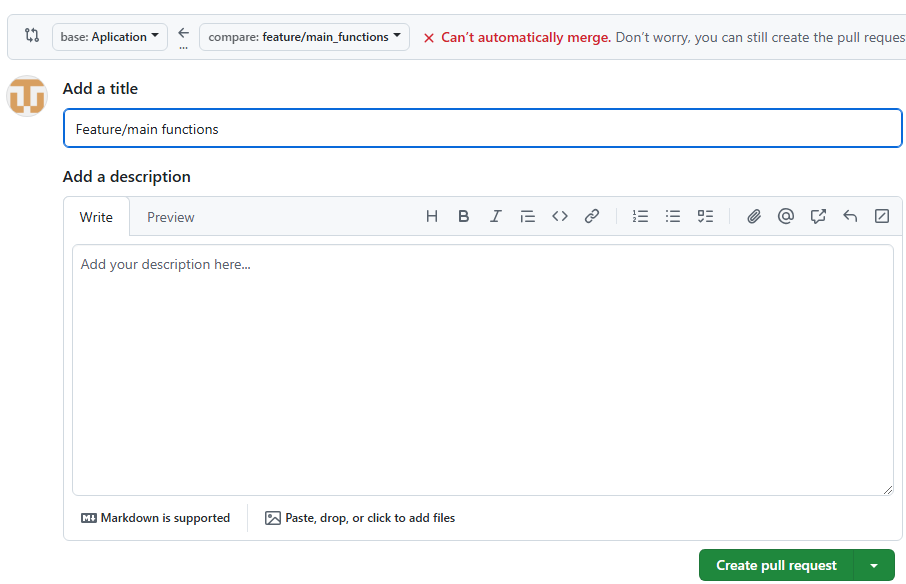 base: Aplication
compare: feature/main_functions
Can't automatically merge. Don't worry, you can still create the pull reques
Add a title
Feature/main functions
Add a description
Write Preview
Add your description here...
Markdown is supported
Paste, drop, or click to add files
Create pull request